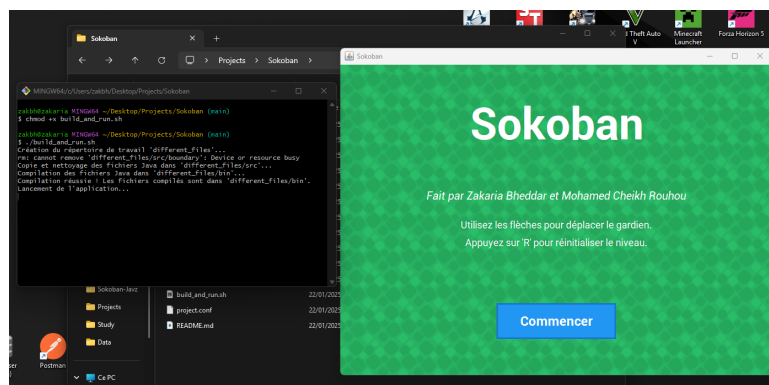 Sokoban
Theft Auto
V
Minecraft
Launcher
Forza Horizon 5
Projects > Sokoban >
Sokoban
MINGW64:/c/Users/zakbh/Desktop/Projects/Sokoban
zakbh@zakaria MINGW64 ~/Desktop/Projects/Sokoban (main)
$ chmod +x build_and_run.sh
zakbh@zakaria MINGW64 ~/Desktop/Projects/Sokoban (main)
$ ./build_and_run.sh
Création du répertoire de travail 'different_files'...
rm: cannot remove 'different_files/src/boundary': Device or resource busy
Copie et nettoyage des fichiers Java dans 'different_files/src'...
Compilation des fichiers Java dans 'different_files/bin'...
Compilation réussie ! Les fichiers compilés sont dans 'different_files/bin'.
Lancement de l'application...
Sokoban
Fait par Zakaria Bheddar et Mohamed Cheikh Rouhou
Utilisez les flèches pour déplacer le gardien.
Appuyez sur 'R' pour réinitialiser le niveau.
Commencer
Sokoban-Javz
Projects
Study
Data
Ce PC
build_and_run.sh 22/01/2025
project.conf 22/01/2025
README.md 22/01/2025
Postman